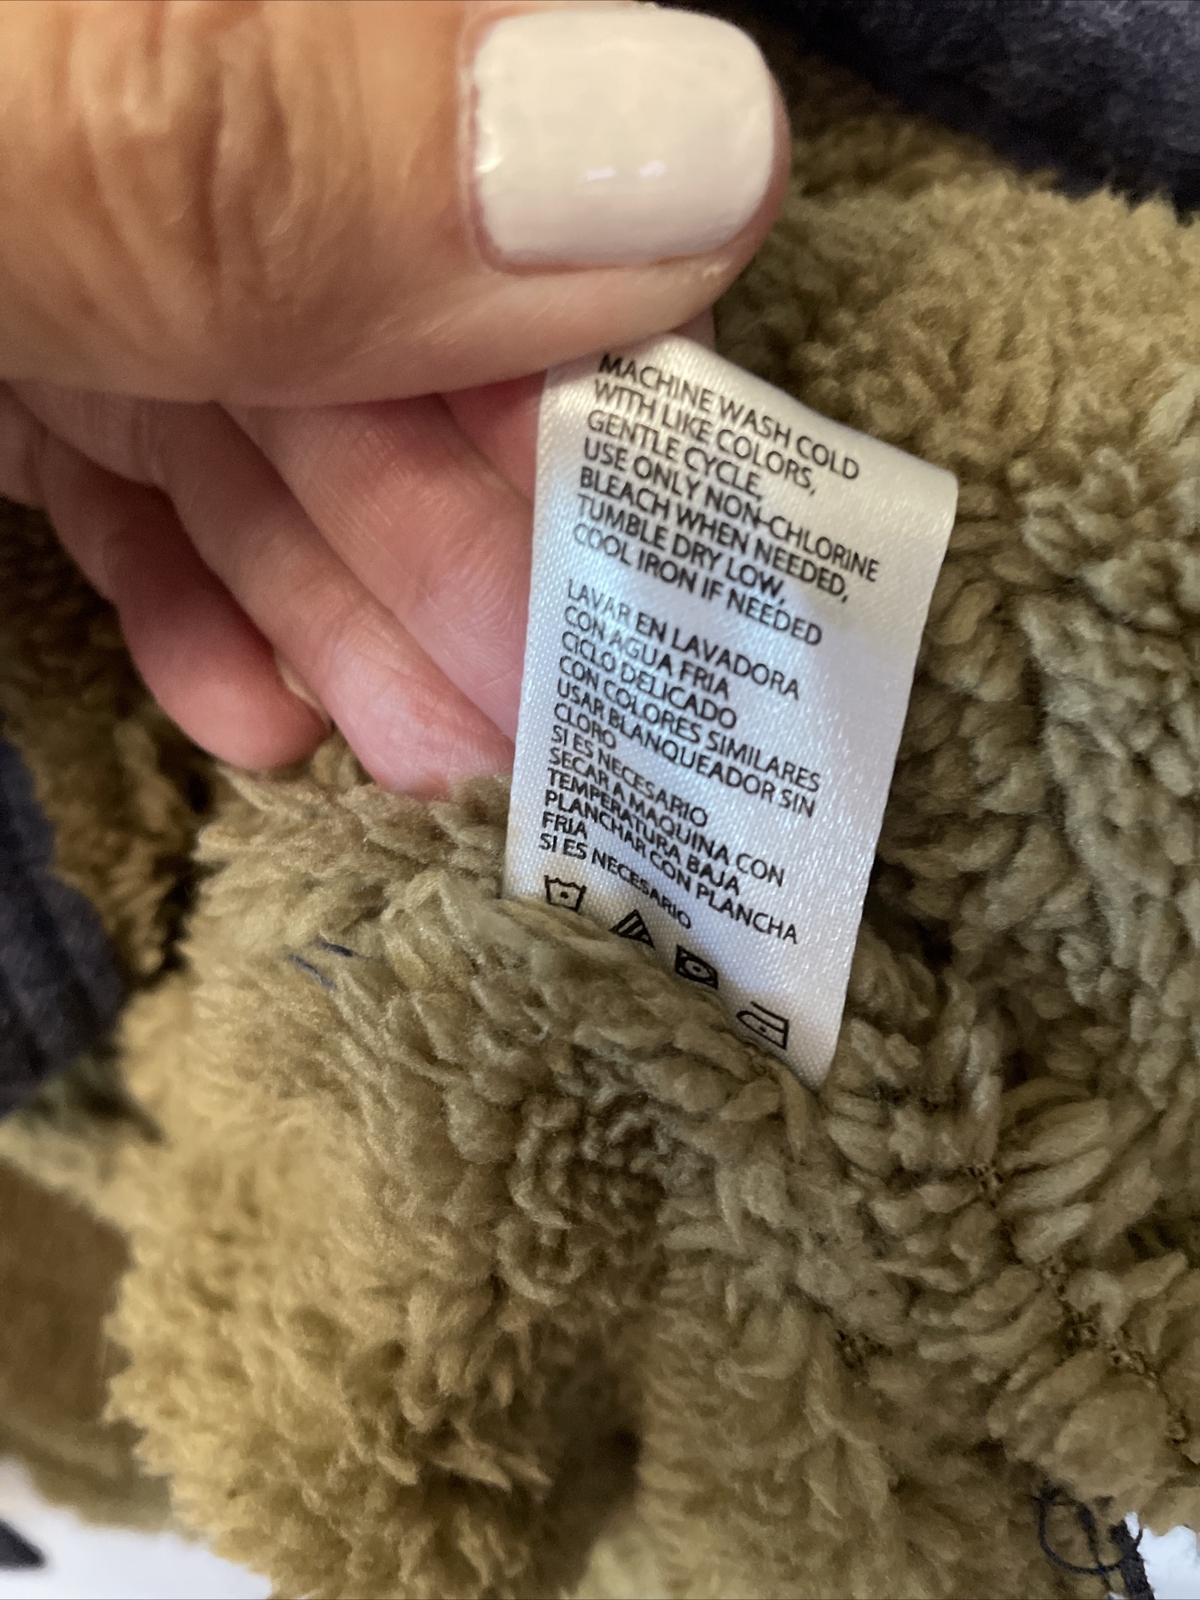 MACHINE WASH COLD
WITH LIKE COLORS,
GENTLE CYCLE,
USE ONLY NON-CHLORINE
BLEACH WHEN NEEDED,
TUMBLE DRY LOW,
COOL IRON IF NEEDED
LAVAR EN LAVADORA
CON AGUA FRIA
CICLO DELICADO
CON COLORES SIMILARES
USAR BLANQUEADOR SIN
CLORO
SI ES NECESARIO
SECAR A MAQUINA CON
TEMPERATURA BAJA
PLANCHAR CON PLANCHA
FRIA
SI ES NECESARIO